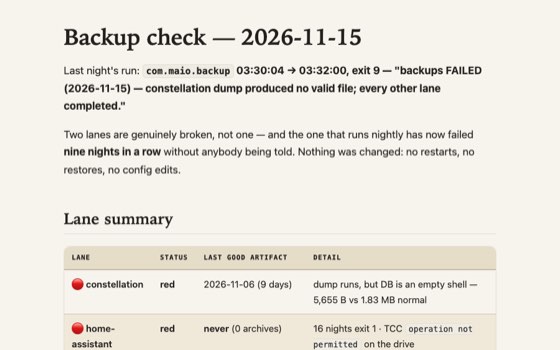 Backup check — 2026-11-15
Last night's run: com.maio.backup 03:30:04 → 03:32:00, exit 9 — "backups FAILED
(2026-11-15) — constellation dump produced no valid file; every other lane
completed."
Two lanes are genuinely broken, not one — and the one that runs nightly has now failed
nine nights in a row without anybody being told. Nothing was changed: no restarts, no
restores, no config edits.
Lane summary
LANE STATUS LAST GOOD ARTIFACT DETAIL
constellation red 2026-11-06 (9 days) dump runs, but DB is an empty shell —
5,655 B vs 1.83 MB normal
home- red never (0 archives) 16 nights exit 1 · TCC operation not
assistant permitted on the drive